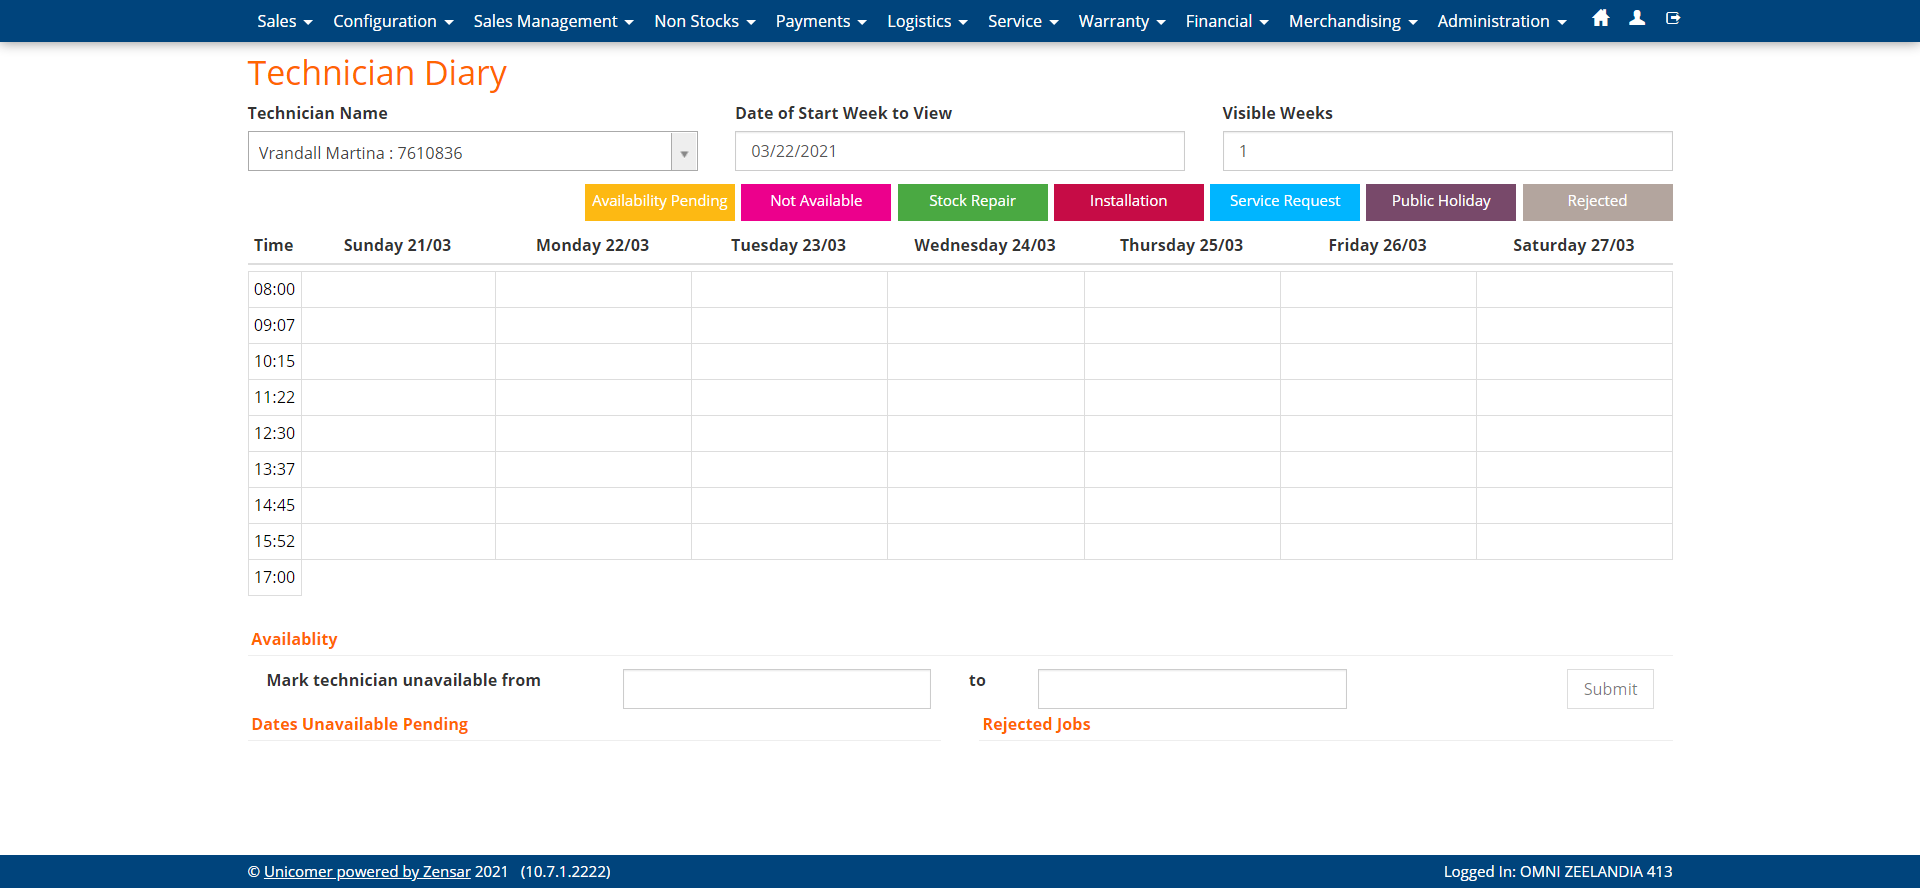 Sales Configuration Sales Management Non Stocks Payments Logistics Service Warranty Financial Merchandising Administration
Technician Diary
Technician Name Date of Start Week to View Visible Weeks
Vrandall Martina : 7610836 03/22/2021 1
Availability Pending Not Available Stock Repair Installation Service Request Public Holiday Rejected
Time Sunday 21/03 Monday 22/03 Tuesday 23/03 Wednesday 24/03 Thursday 25/03 Friday 26/03 Saturday 27/03
08:00
09:07
10:15
11:22
12:30
13:37
14:45
15:52
17:00
Availablity
Mark technician unavailable from to Submit
Dates Unavailable Pending Rejected Jobs
© Unicomer powered by Zensar 2021 (10.7.1.2222) Logged In: OMNI ZEELANDIA 413